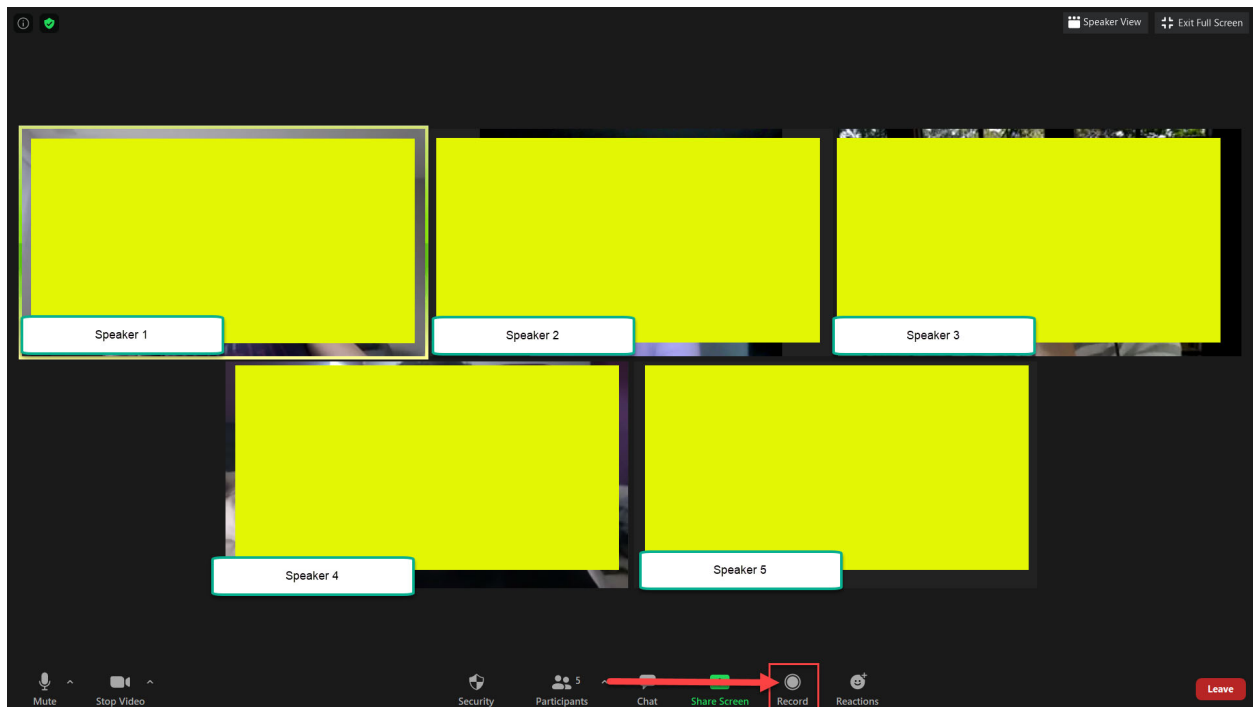 Speaker View
Exit Full Screen
Speaker 1
Speaker 2
Speaker 3
Speaker 4
Speaker 5
Mute
Stop Video
Security
5
Participants
Chat
Share Screen
Record
Reactions
Leave